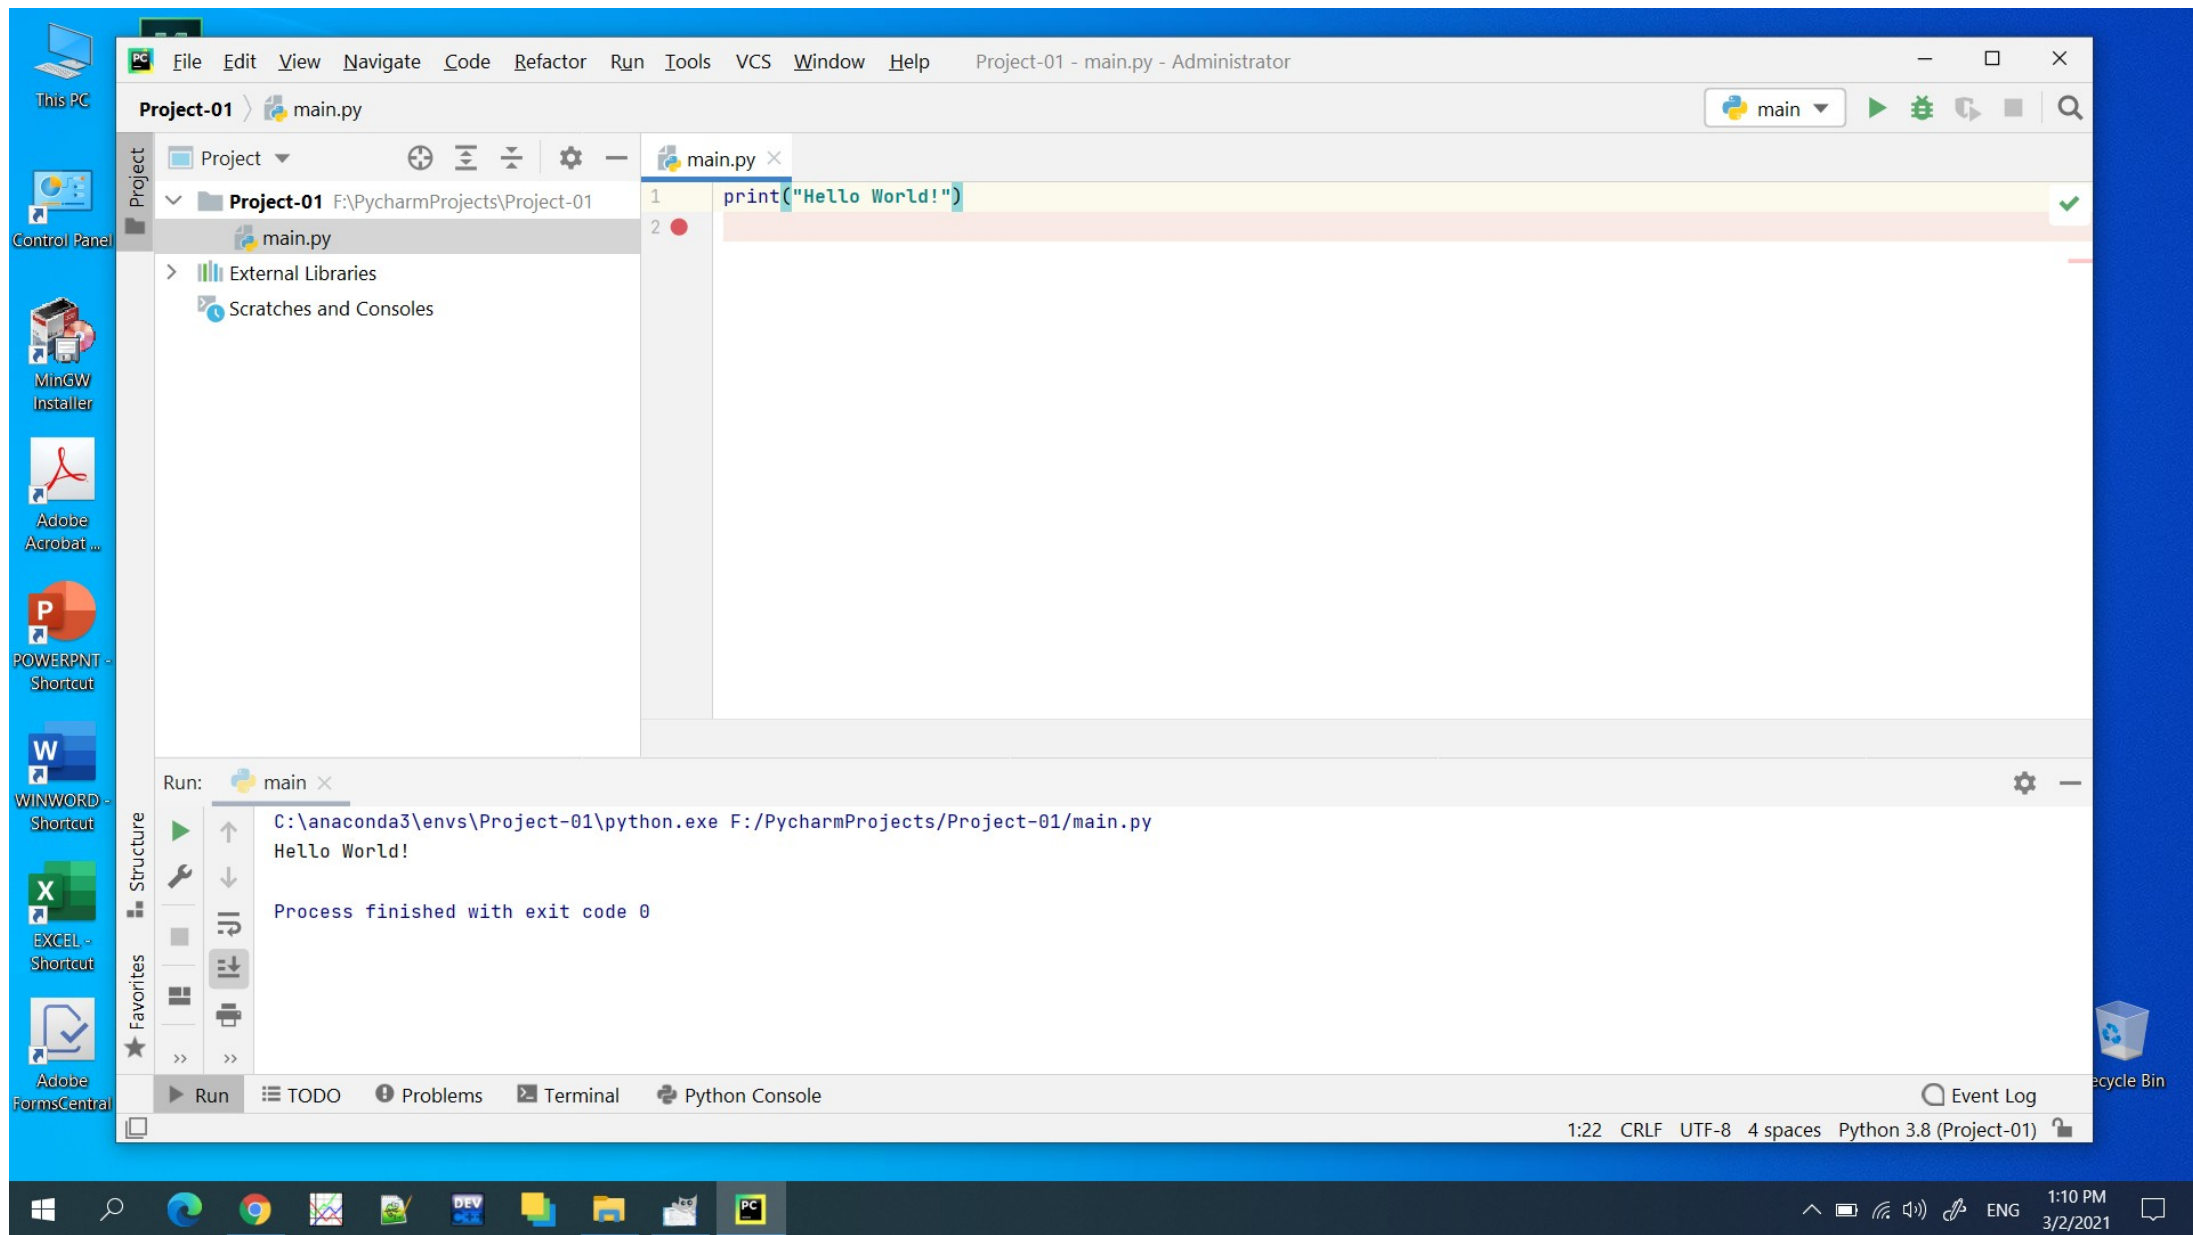 This PC
Control Panel
MinGW
Installer
Adobe
Acrobat ...
POWERPNT -
Shortcut
WINWORD -
Shortcut
EXCEL -
Shortcut
Adobe
FormsCentral
File Edit View Navigate Code Refactor Run Tools VCS Window Help Project-01 - main.py - Administrator
Project-01 main.py
main
Project
Project
main.py
Project-01 F:\PycharmProjects\Project-01
main.py
External Libraries
Scratches and Consoles
1 print("Hello World!")
2
Run: main
Structure
Favorites
C:\anaconda3\envs\Project-01\python.exe F:/PycharmProjects/Project-01/main.py
Hello World!
Process finished with exit code 0
Run TODO Problems Terminal Python Console Event Log
1:22 CRLF UTF-8 4 spaces Python 3.8 (Project-01)
ecycle Bin
DEV
PC
ENG
1:10 PM
3/2/2021